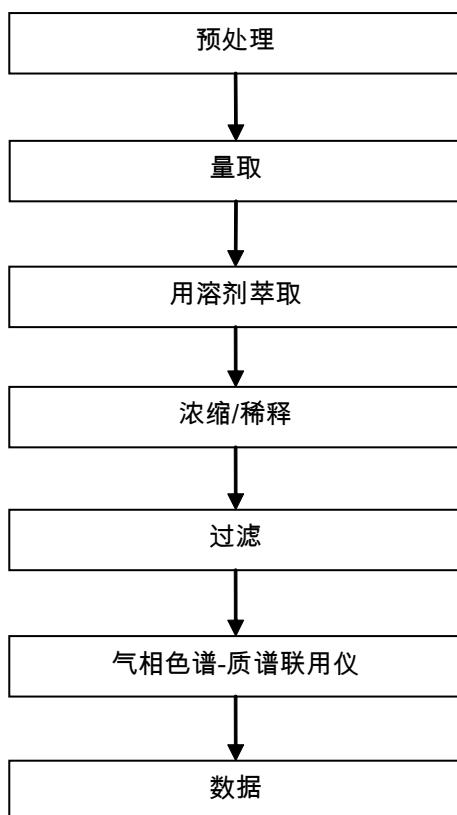 预处理
量取
用溶剂萃取
浓缩/稀释
过滤
气相色谱-质谱联用仪
数据